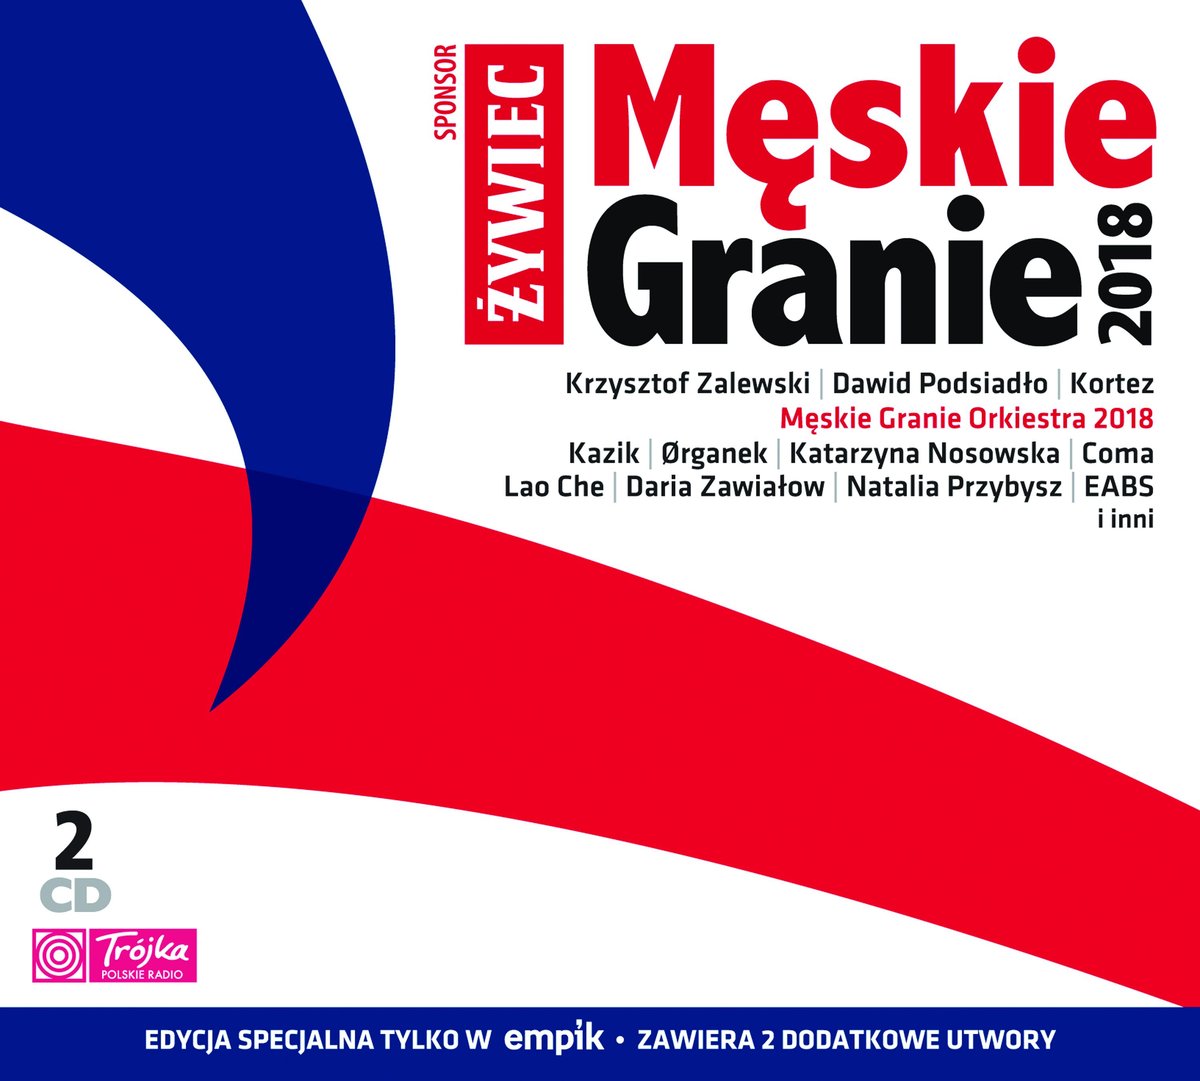 SPONSOR
ŻYWIEC
Męskie
Granie
2018
Krzysztof Zalewski | Dawid Podsiadło | Kortez
Męskie Granie Orkiestra 2018
Kazik | Ørganek | Katarzyna Nosowska | Coma
Lao Che | Daria Zawiałow | Natalia Przybysz | EABS
i inni
2
CD
Trójka
POLSKIE RADIO
EDYCJA SPECJALNA TYLKO W empik • ZAWIERA 2 DODATKOWE UTWORY